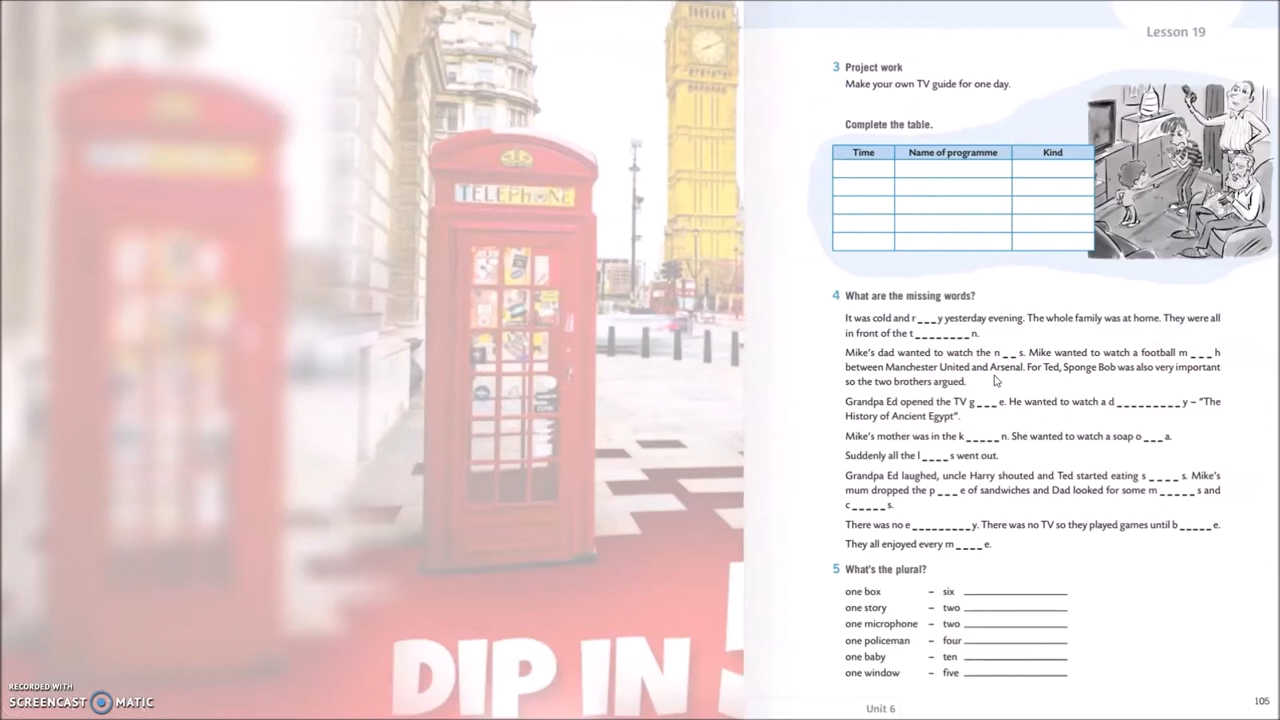 Lesson 19
3 Project work
Make your own TV guide for one day.
Complete the table.
Time Name of programme Kind
TELEPHONE
4 What are the missing words?
It was cold and r _ _ _ y yesterday evening. The whole family was at home. They were all
in front of the t _ _ _ _ _ _ _ _ n.
Mike's dad wanted to watch the n _ _ s. Mike wanted to watch a football m _ _ _ h
between Manchester United and Arsenal. For Ted, Sponge Bob was also very important
so the two brothers argued.
Grandpa Ed opened the TV g _ _ _ e. He wanted to watch a d _ _ _ _ _ _ _ _ _ y – "The
History of Ancient Egypt".
Mike's mother was in the k _ _ _ _ _ n. She wanted to watch a soap o _ _ _ a.
Suddenly all the l _ _ _ _ s went out.
Grandpa Ed laughed, uncle Harry shouted and Ted started eating s _ _ _ _ s. Mike's
mum dropped the p _ _ _ e of sandwiches and Dad looked for some m _ _ _ _ _ s and
c _ _ _ _ _ s.
There was no e _ _ _ _ _ _ _ _ _ y. There was no TV so they played games until b _ _ _ _ _ e.
They all enjoyed every m _ _ _ _ e.
5 What's the plural?
one box – six
one story – two
one microphone – two
one policeman – four
one baby – ten
one window – five
DIP IN
RECORDED WITH
SCREENCAST MATIC
Unit 6
105